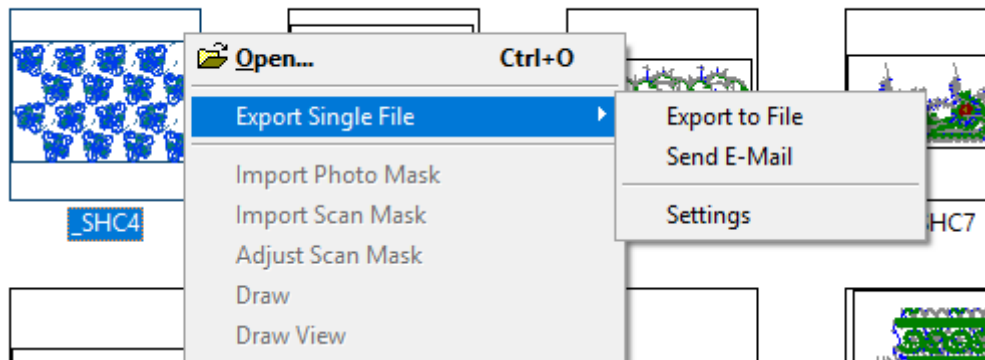 Open... Ctrl+O
Export Single File
Export to File
Send E-Mail
Settings
Import Photo Mask
Import Scan Mask
Adjust Scan Mask
Draw
Draw View
_SHC4
HC7